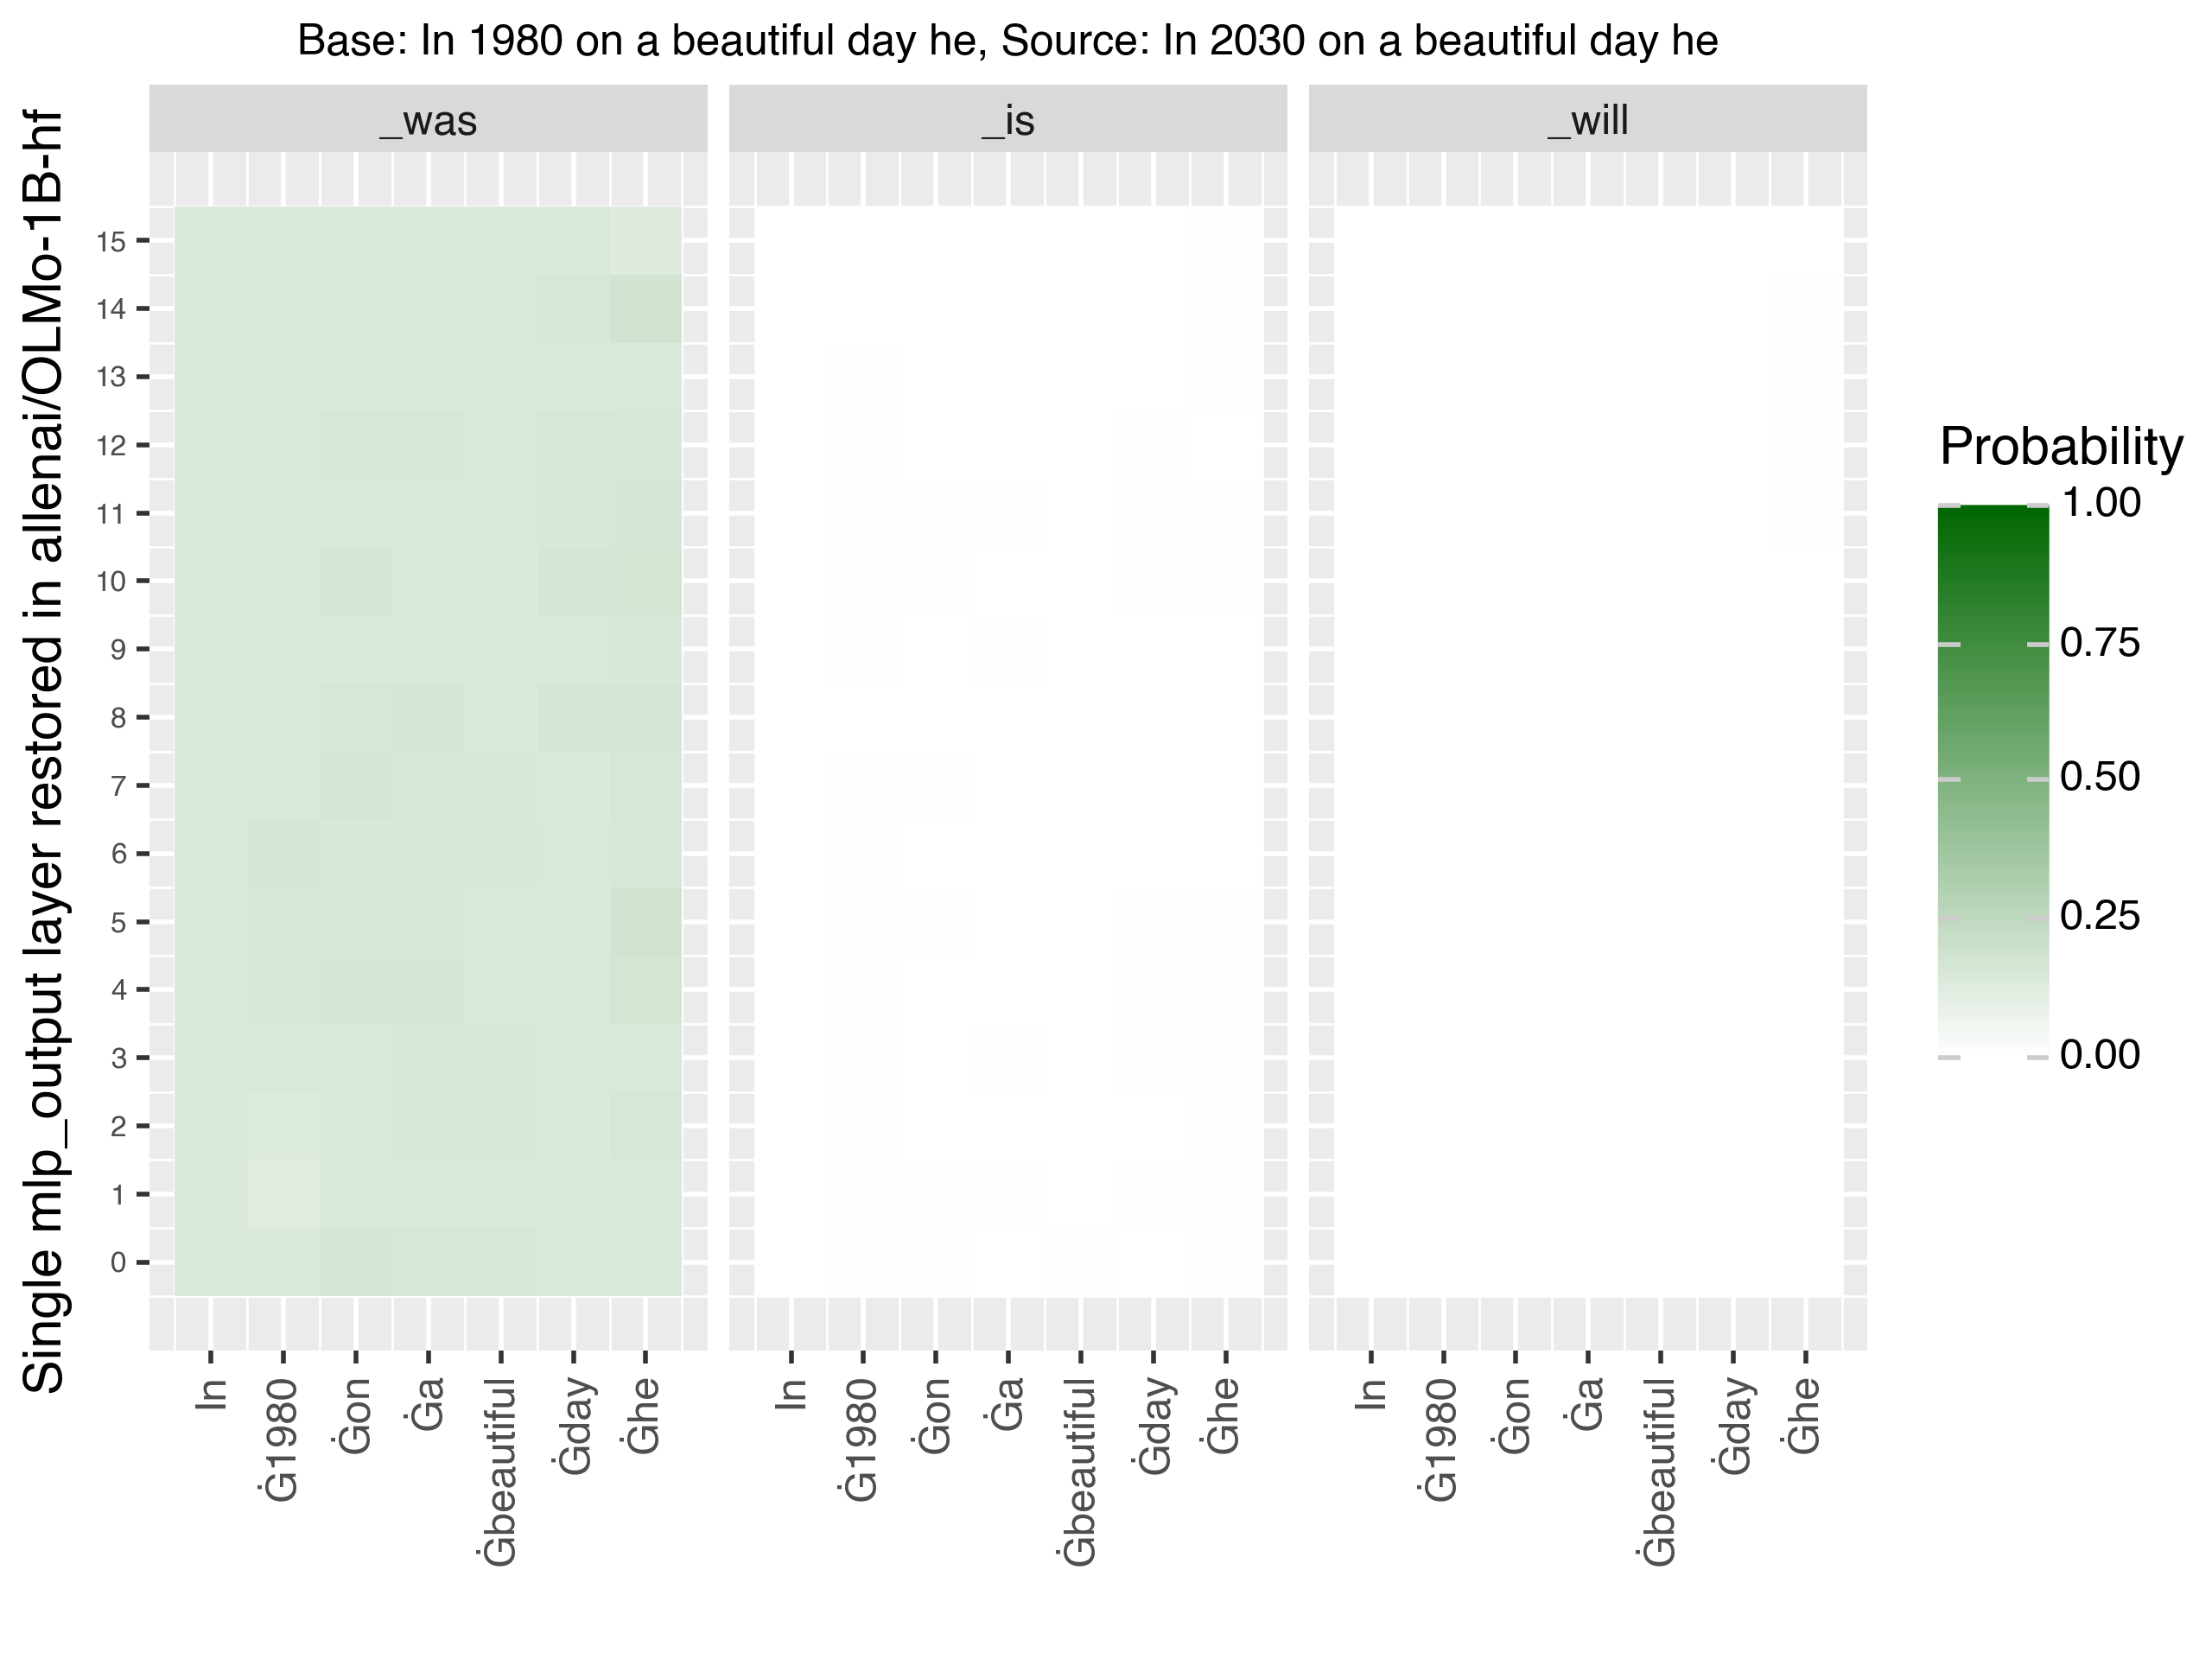 Base: In 1980 on a beautiful day he, Source: In 2030 on a beautiful day he
_was
_is
_will
Single mlp_output layer restored in allenai/OLMo-1B-hf
15
14
13
12
11
10
9
8
7
6
5
4
3
2
1
0
In
Ġ1980
Ġon
Ġa
Ġbeautiful
Ġday
Ġhe
In
Ġ1980
Ġon
Ġa
Ġbeautiful
Ġday
Ġhe
In
Ġ1980
Ġon
Ġa
Ġbeautiful
Ġday
Ġhe
Probability
1.00
0.75
0.50
0.25
0.00